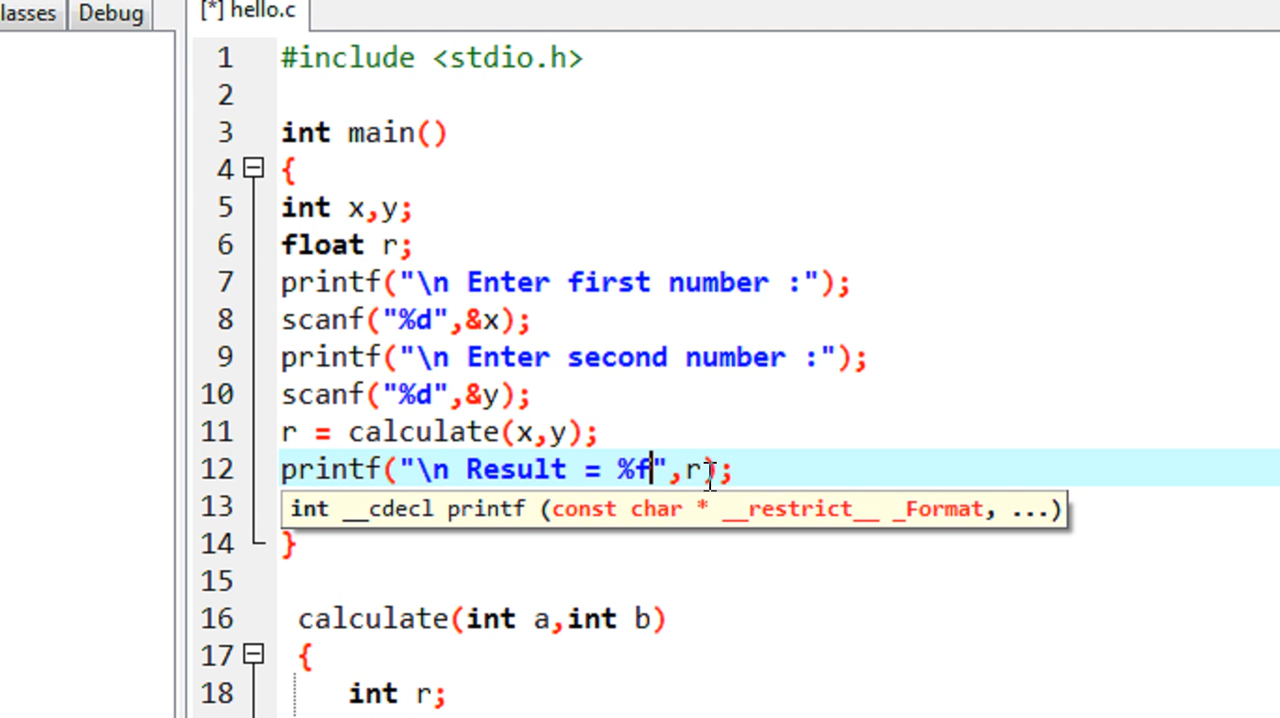 lasses Debug [*] hello.c
1 #include <stdio.h>
2
3 int main()
4 {
5 int x,y;
6 float r;
7 printf("\n Enter first number :");
8 scanf("%d",&x);
9 printf("\n Enter second number :");
10 scanf("%d",&y);
11 r = calculate(x,y);
12 printf("\n Result = %f",r);
13 int __cdecl printf (const char * __restrict__ _Format, ...)
14 }
15
16 calculate(int a,int b)
17 {
18 int r;